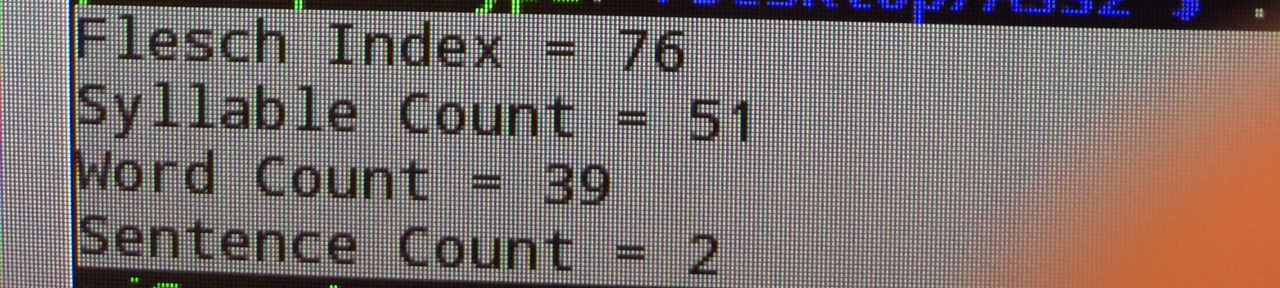 Flesch Index = 76
Syllable Count = 51
Word Count = 39
Sentence Count = 2